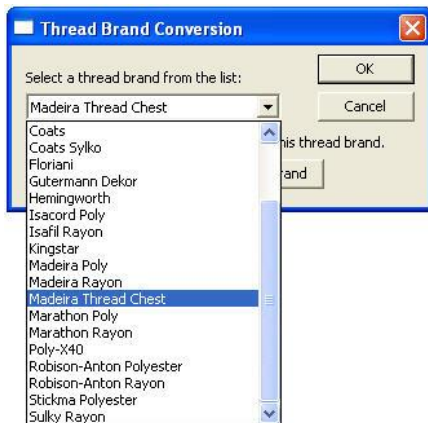 Thread Brand Conversion
Select a thread brand from the list:
OK
Madeira Thread Chest
Cancel
Coats
Coats Sylko
Floriani
Gutermann Dekor
Hemingworth
Isacord Poly
Isafil Rayon
Kingstar
Madeira Poly
Madeira Rayon
Madeira Thread Chest
Marathon Poly
Marathon Rayon
Poly-X40
Robison-Anton Polyester
Robison-Anton Rayon
Stickma Polyester
Sulky Rayon
thread brand.